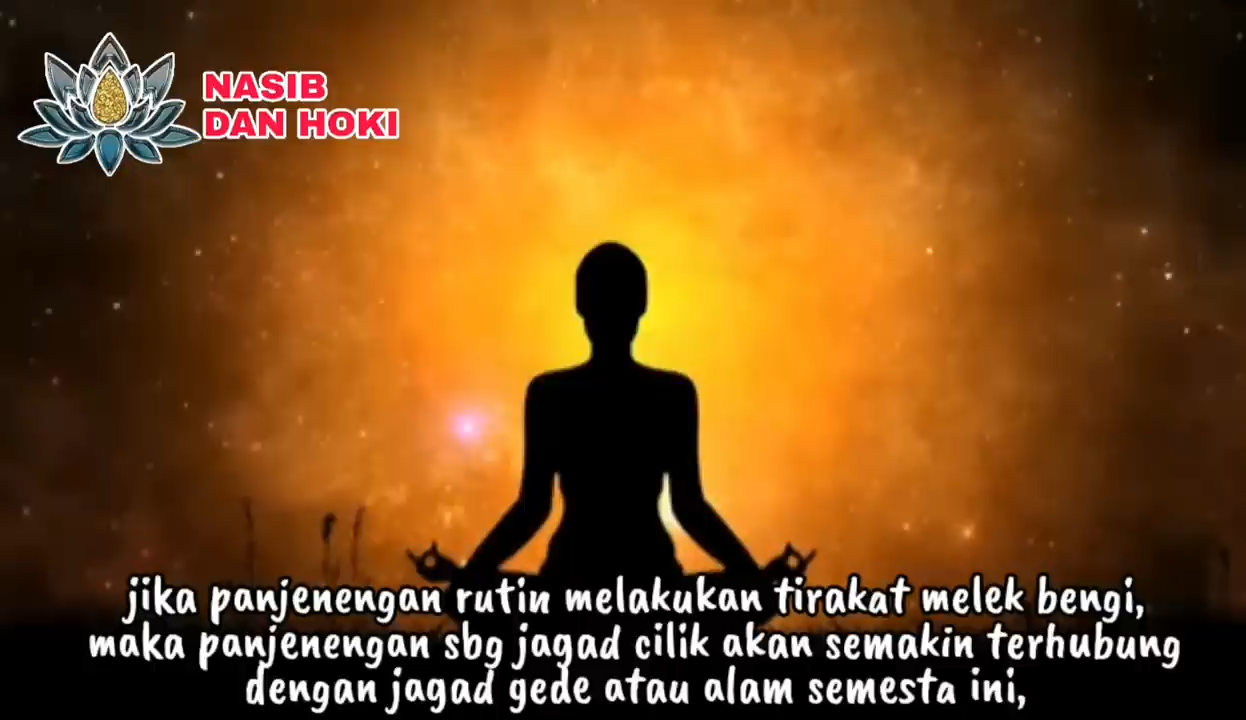 NASIB
DAN HOKI
jika panjenengan rutin melakukan tirakat melek bengi,
maka panjenengan sbg jagad cilik akan semakin terhubung
dengan jagad gede atau alam semesta ini,